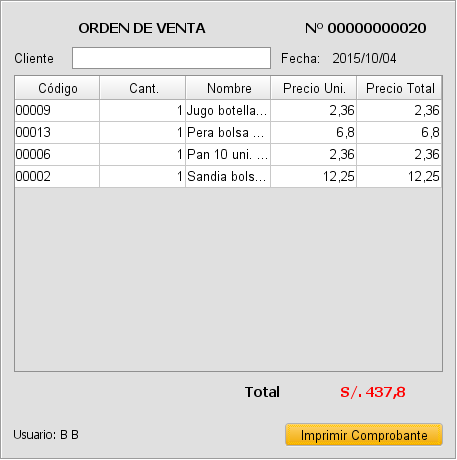 ORDEN DE VENTA Nº 00000000020
Cliente Fecha: 2015/10/04
Código Cant. Nombre Precio Uni. Precio Total
00009 1 Jugo botella... 2,36 2,36
00013 1 Pera bolsa ... 6,8 6,8
00006 1 Pan 10 uni. ... 2,36 2,36
00002 1 Sandia bols... 12,25 12,25
Total S/. 437,8
Usuario: B B Imprimir Comprobante